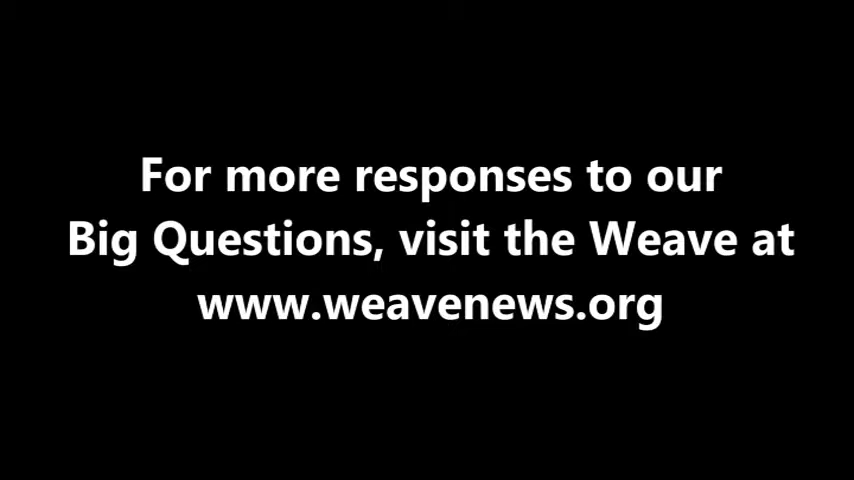 For more responses to our
Big Questions, visit the Weave at
www.weavenews.org